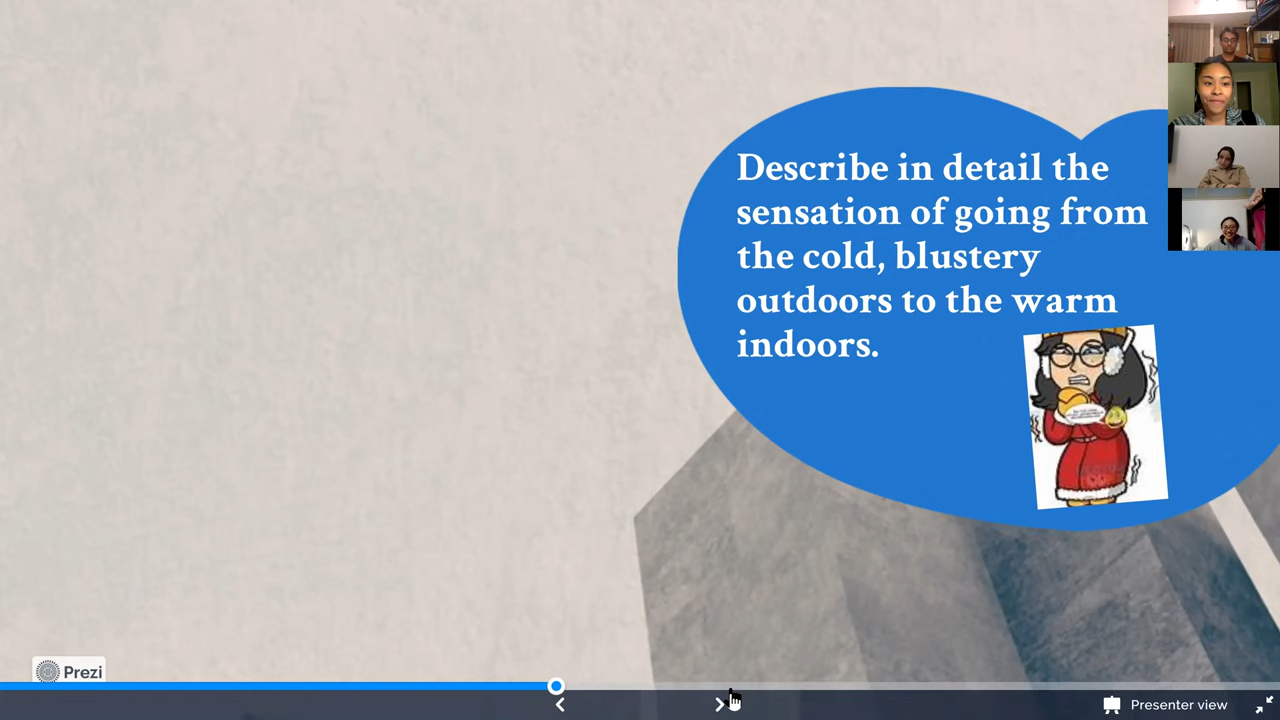 Describe in detail the
sensation of going from
the cold, blustery
outdoors to the warm
indoors.
Prezi
Presenter view